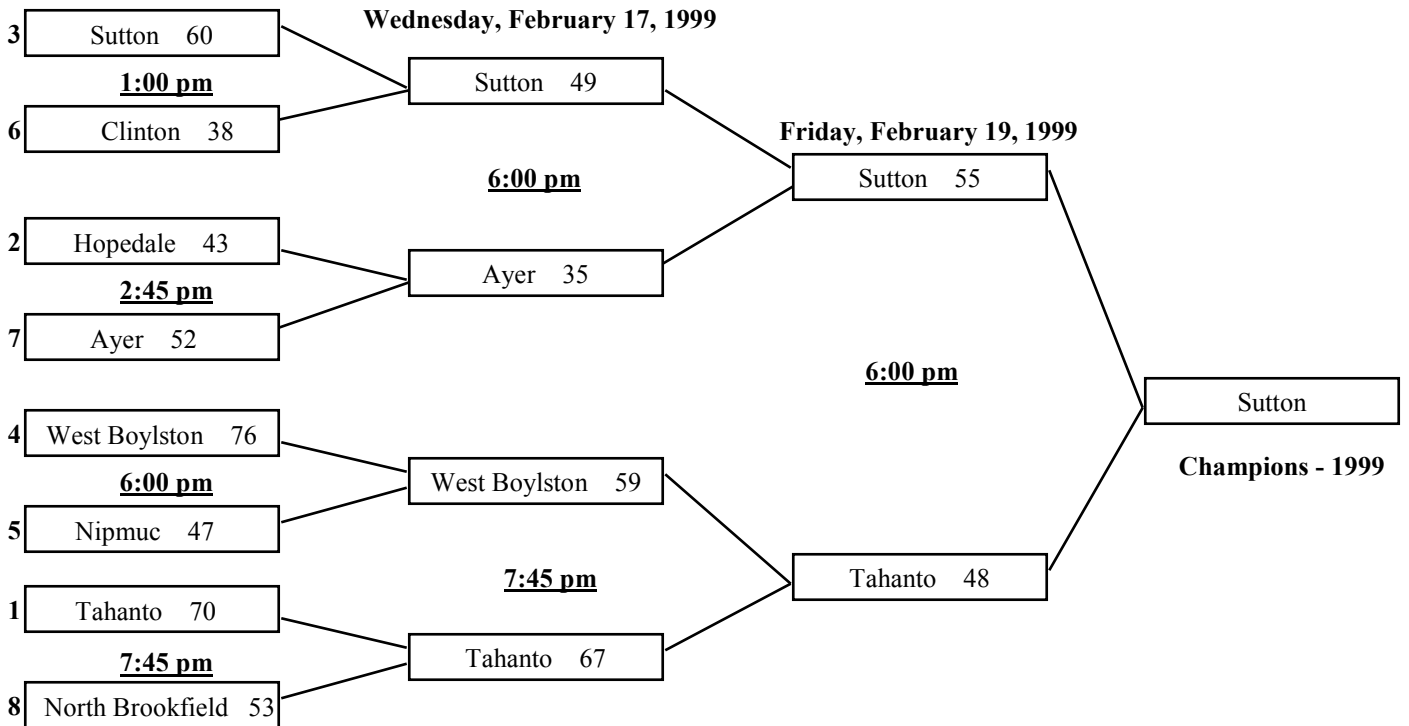 Wednesday, February 17, 1999
3 Sutton 60
1:00 pm
6 Clinton 38
2 Hopedale 43
2:45 pm
7 Ayer 52
4 West Boylston 76
6:00 pm
5 Nipmuc 47
1 Tahanto 70
7:45 pm
8 North Brookfield 53
Sutton 49
6:00 pm
Ayer 35
West Boylston 59
7:45 pm
Tahanto 67
Friday, February 19, 1999
Sutton 55
6:00 pm
Tahanto 48
Sutton
Champions - 1999